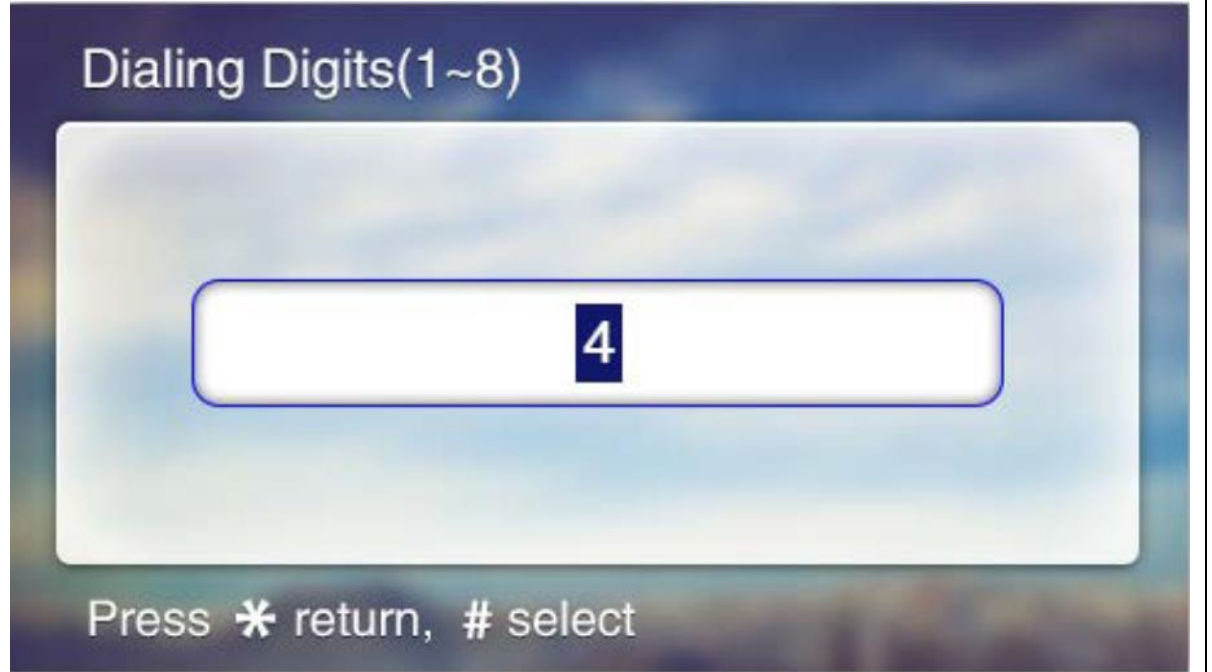 Dialing Digits(1~8)
4
Press * return, # select